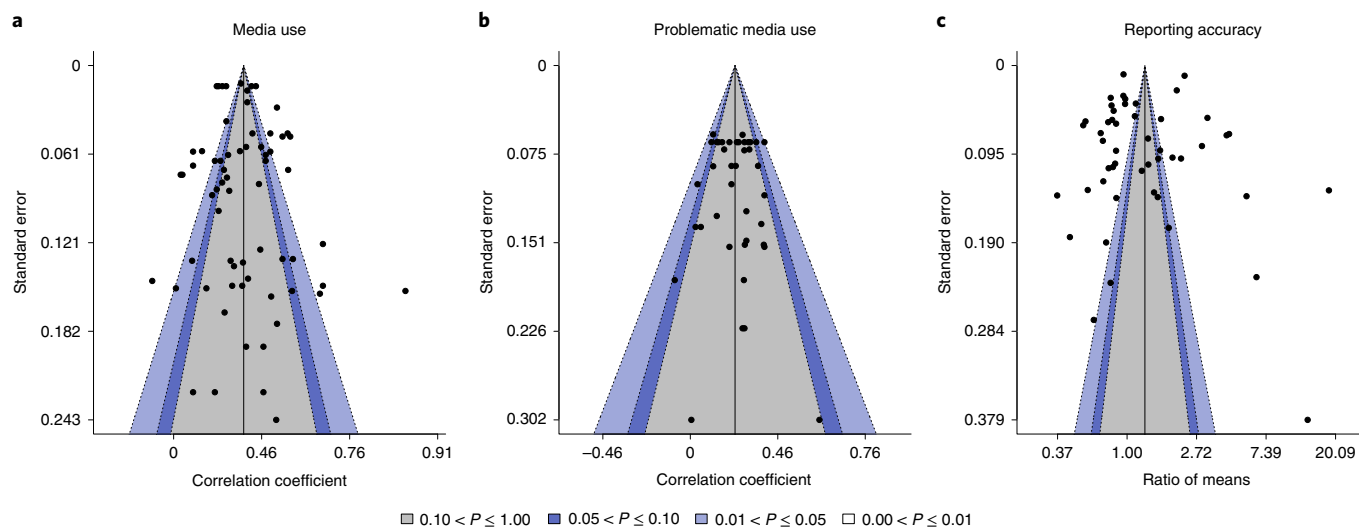 a
Media use
Standard error
0
0.061
0.121
0.182
0.243
0
0.46
0.76
0.91
Correlation coefficient
b
Problematic media use
Standard error
0
0.075
0.151
0.226
0.302
–0.46
0
0.46
0.76
Correlation coefficient
c
Reporting accuracy
Standard error
0
0.095
0.190
0.284
0.379
0.37
1.00
2.72
7.39
20.09
Ratio of means
0.10 < P ≤ 1.00
0.05 < P ≤ 0.10
0.01 < P ≤ 0.05
0.00 < P ≤ 0.01